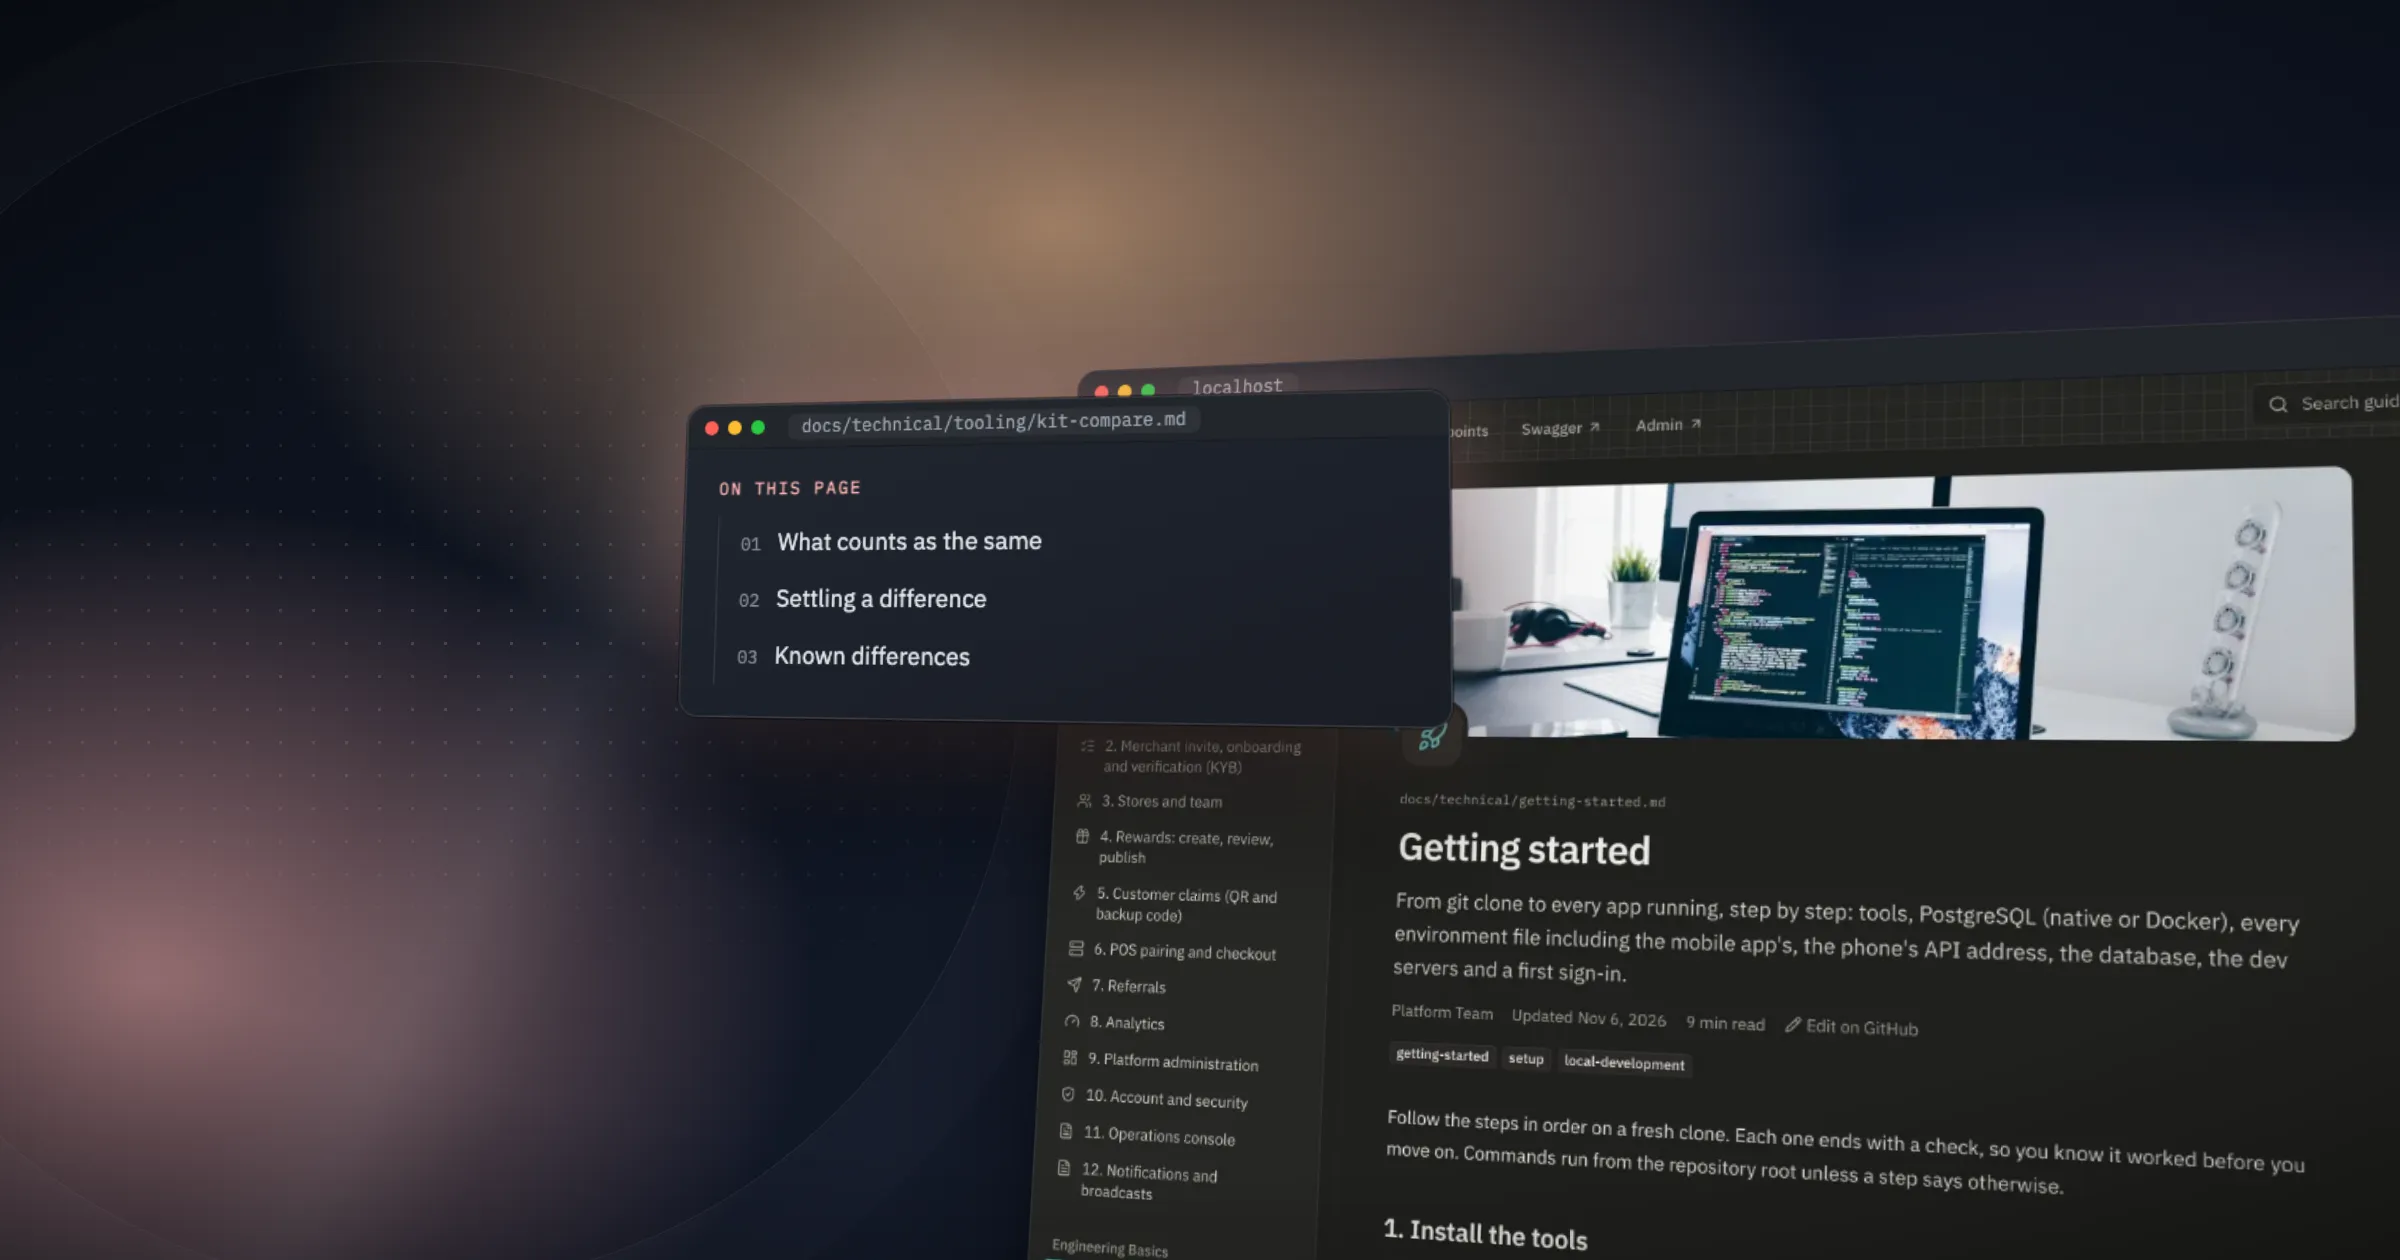 localhost
docs/technical/tooling/kit-compare.md
ON THIS PAGE
01 What counts as the same
02 Settling a difference
03 Known differences
Swagger ↗
Admin ↗
2. Merchant invite, onboarding
and verification (KYB)
3. Stores and team
4. Rewards: create, review,
publish
5. Customer claims (QR and
backup code)
6. POS pairing and checkout
7. Referrals
8. Analytics
9. Platform administration
10. Account and security
11. Operations console
12. Notifications and
broadcasts
Engineering Basics
Search guid
docs/technical/getting-started.md
Getting started
From git clone to every app running, step by step: tools, PostgreSQL (native or Docker), every
environment file including the mobile app's, the phone's API address, the database, the dev
servers and a first sign-in.
Platform Team Updated Nov 6, 2026 9 min read Edit on GitHub
getting-started setup local-development
Follow the steps in order on a fresh clone. Each one ends with a check, so you know it worked before you
move on. Commands run from the repository root unless a step says otherwise.
1. Install the tools